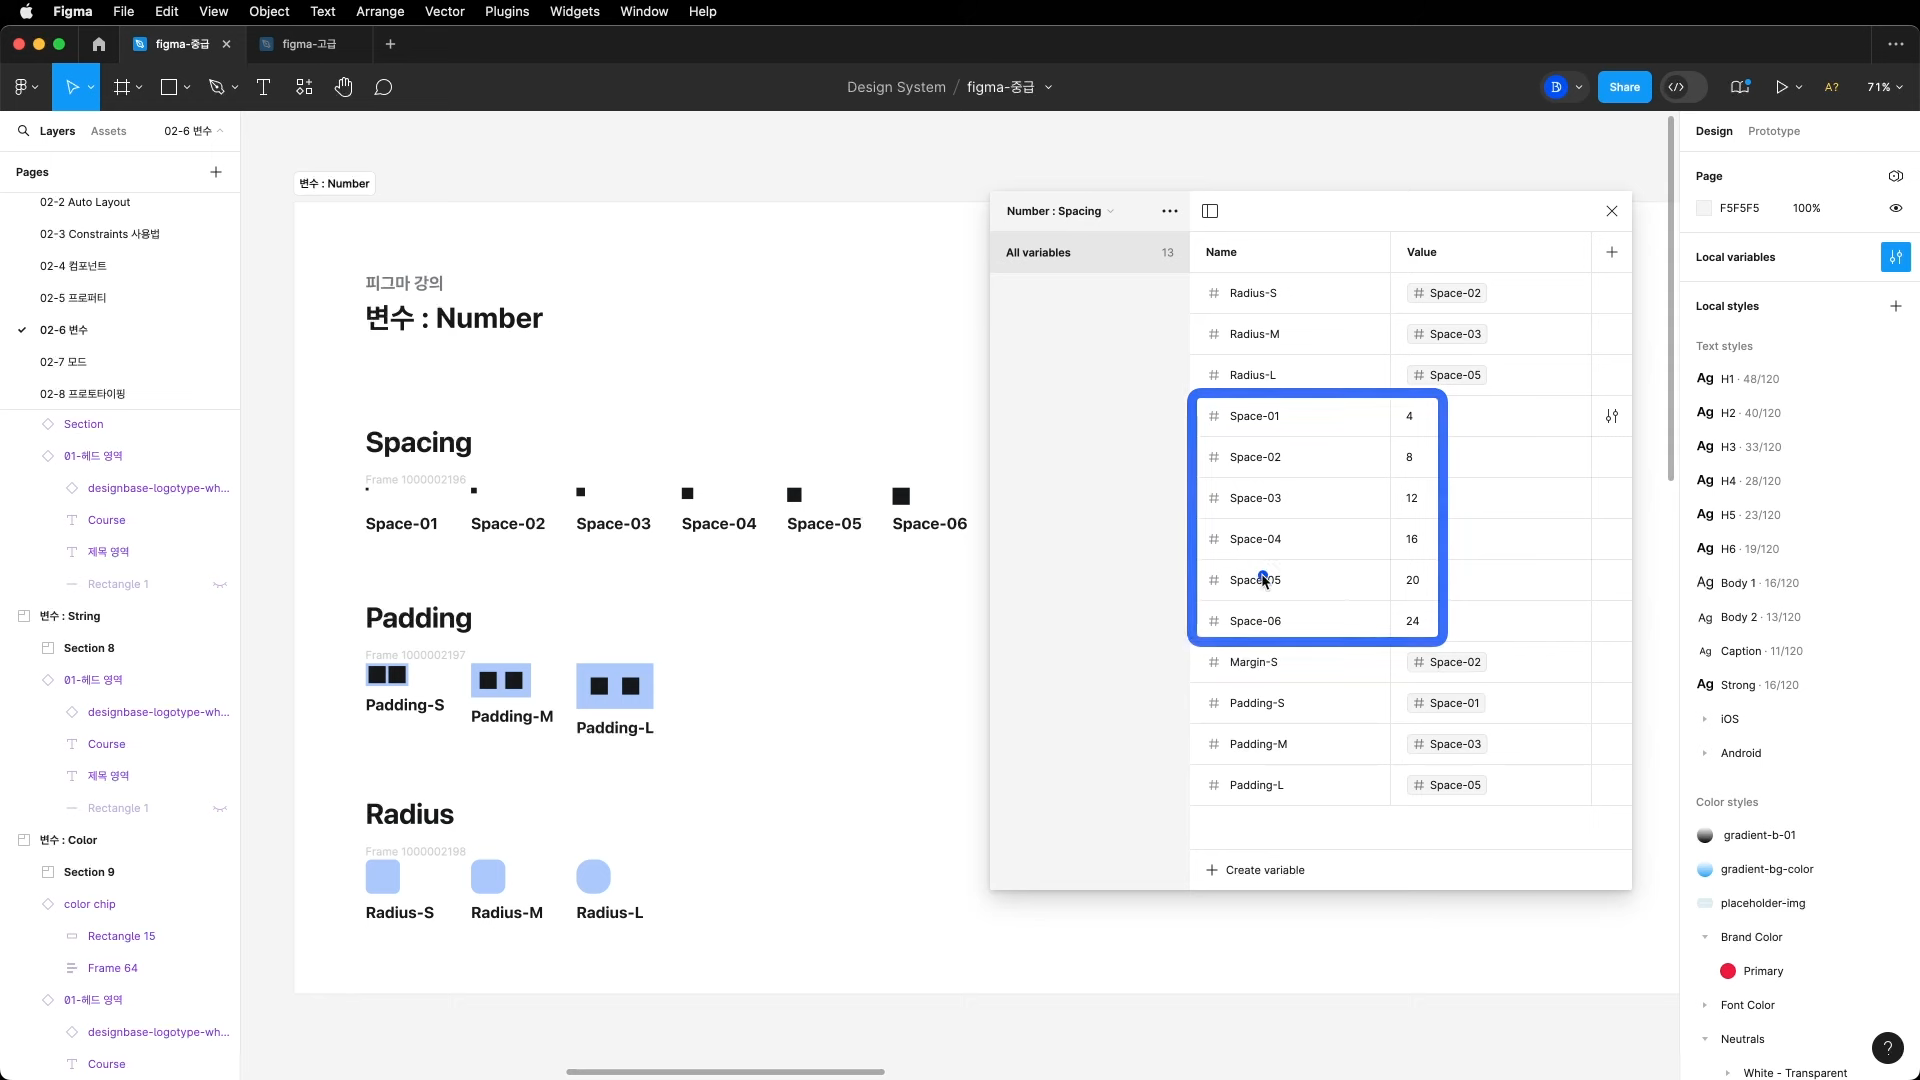 Figma File Edit View Object Text Arrange Vector Plugins Widgets Window Help
figma-중급
figma-고급
Design System / figma-중급
B
Share
A?
71%
Layers Assets 02-6 변수
Pages
02-2 Auto Layout
02-3 Constraints 사용법
02-4 컴포넌트
02-5 프로퍼티
02-6 변수
02-7 모드
02-8 프로토타이핑
Section
01-헤드 영역
designbase-logotype-wh...
Course
제목 영역
Rectangle 1
변수 : String
Section 8
01-헤드 영역
designbase-logotype-wh...
Course
제목 영역
Rectangle 1
변수 : Color
Section 9
color chip
Rectangle 15
Frame 64
01-헤드 영역
designbase-logotype-wh...
Course
변수 : Number
피그마 강의
변수 : Number
Spacing
Frame 1000002196
Space-01 Space-02 Space-03 Space-04 Space-05 Space-06
Padding
Frame 1000002197
Padding-S Padding-M Padding-L
Radius
Frame 1000002198
Radius-S Radius-M Radius-L
Number : Spacing
All variables 13
Name Value
Radius-S Space-02
Radius-M Space-03
Radius-L Space-05
Space-01 4
Space-02 8
Space-03 12
Space-04 16
Space-05 20
Space-06 24
Margin-S Space-02
Padding-S Space-01
Padding-M Space-03
Padding-L Space-05
Create variable
Design Prototype
Page
F5F5F5 100%
Local variables
Local styles
Text styles
Ag H1 · 48/120
Ag H2 · 40/120
Ag H3 · 33/120
Ag H4 · 28/120
Ag H5 · 23/120
Ag H6 · 19/120
Ag Body 1 · 16/120
Ag Body 2 · 13/120
Ag Caption · 11/120
Ag Strong · 16/120
iOS
Android
Color styles
gradient-b-01
gradient-bg-color
placeholder-img
Brand Color
Primary
Font Color
Neutrals
White - Transparent
?